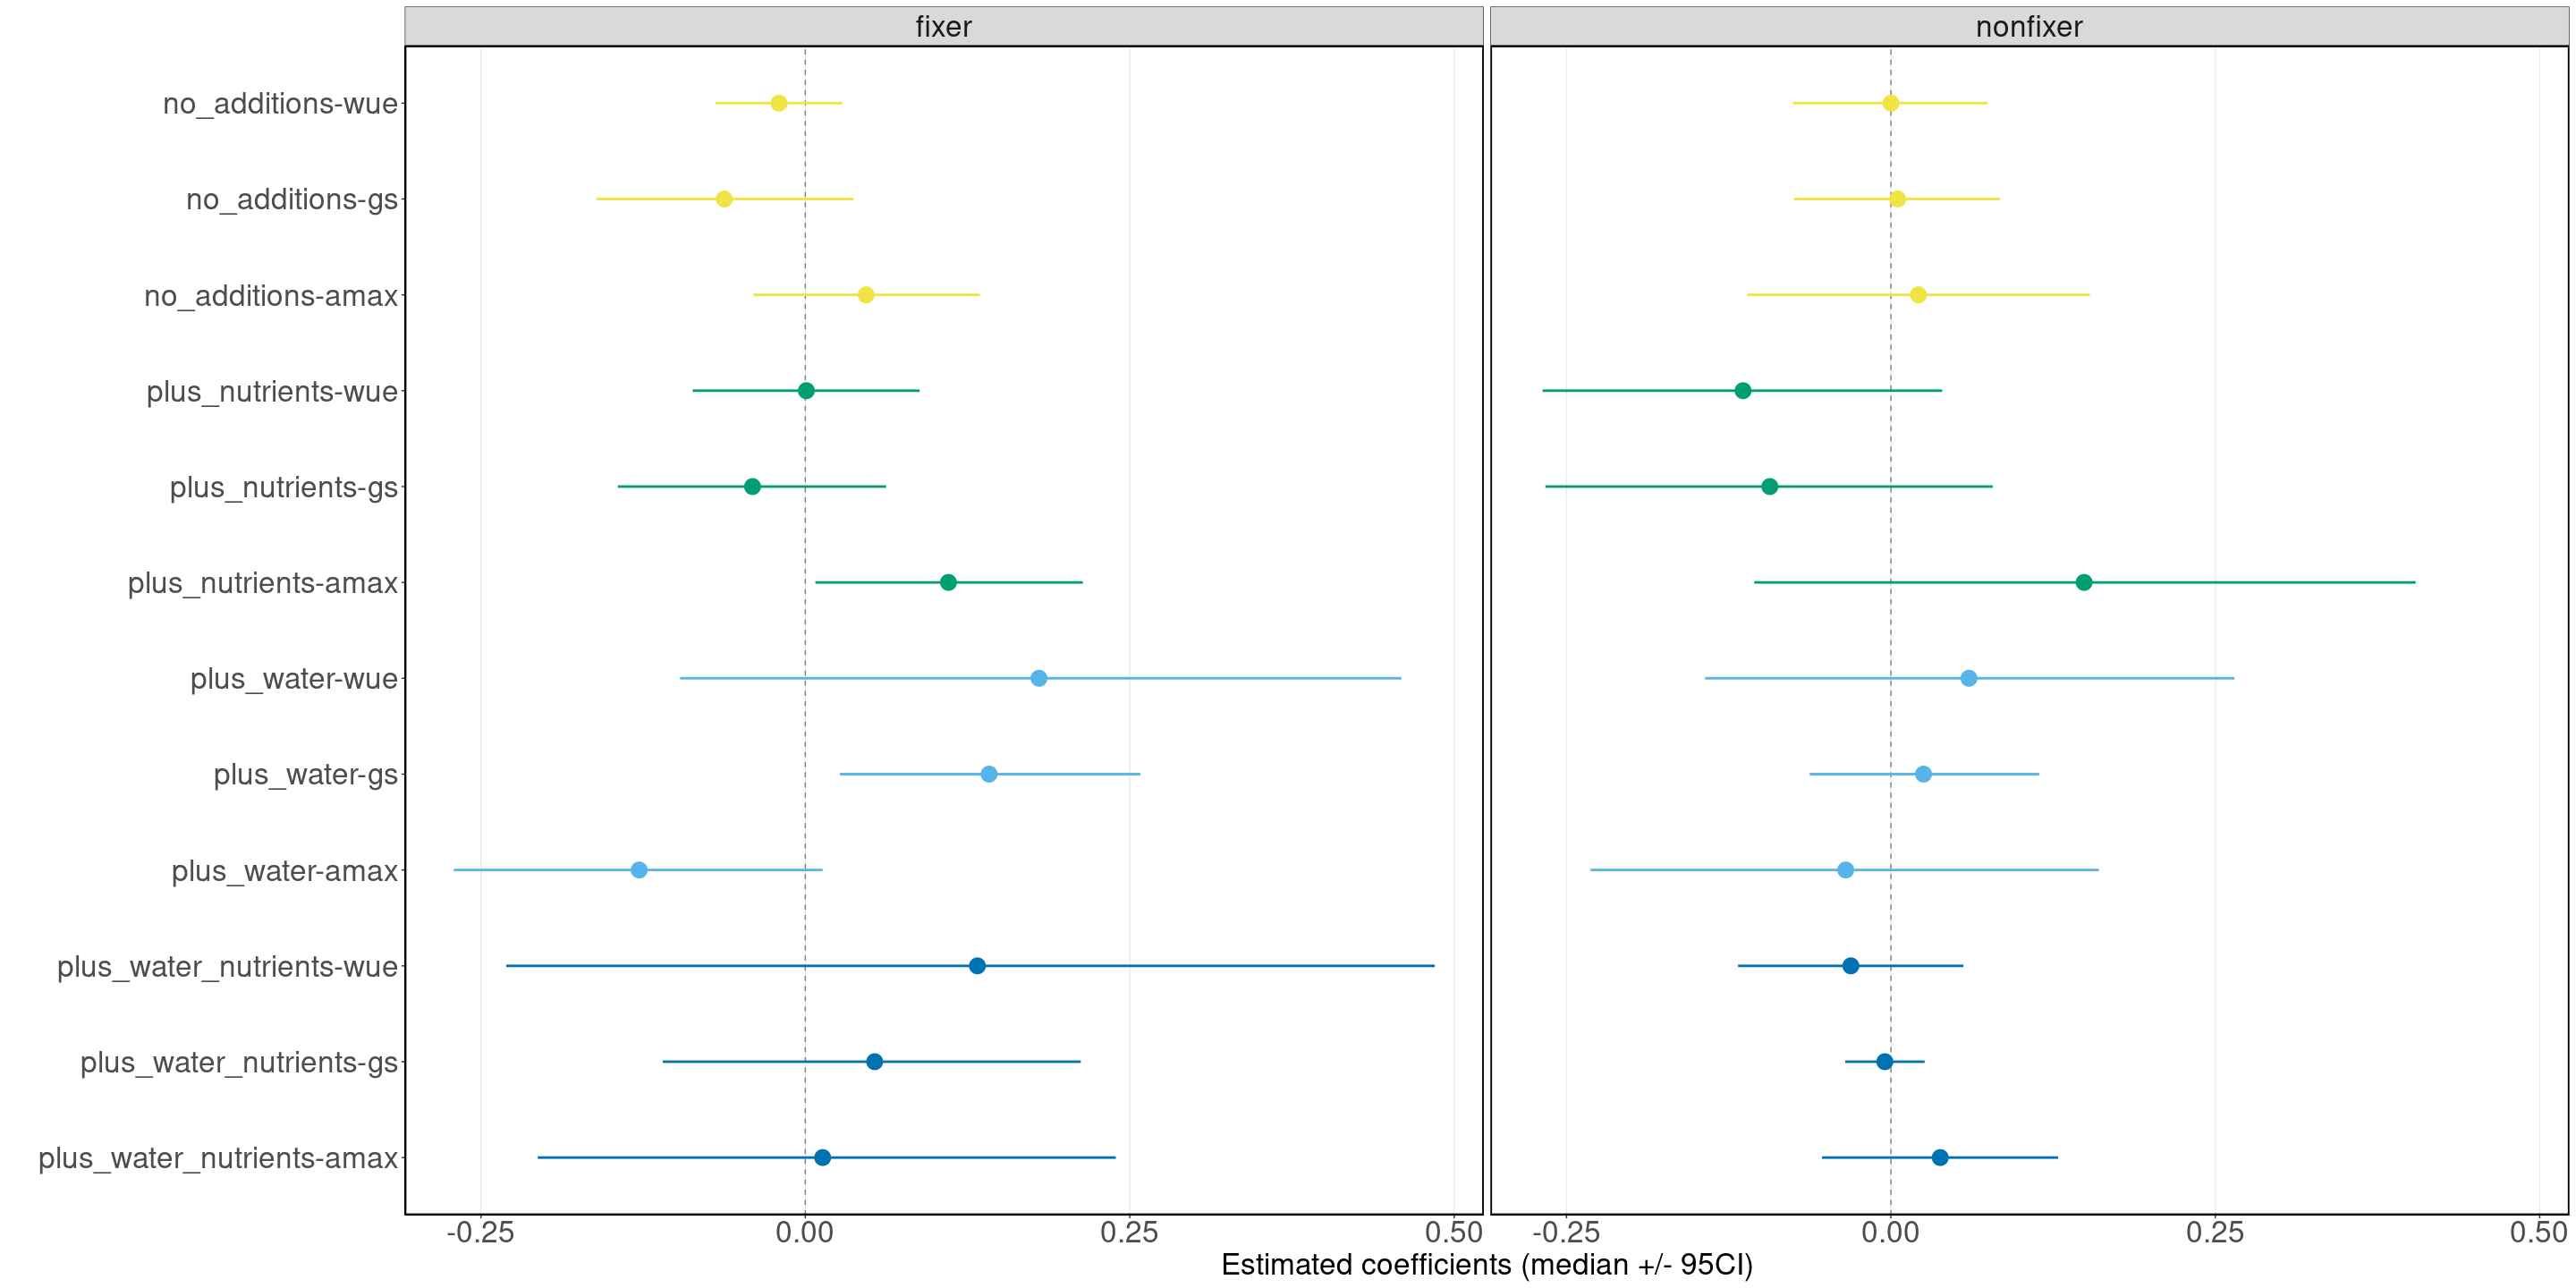 fixer
nonfixer
no_additions-wue
no_additions-gs
no_additions-amax
plus_nutrients-wue
plus_nutrients-gs
plus_nutrients-amax
plus_water-wue
plus_water-gs
plus_water-amax
plus_water_nutrients-wue
plus_water_nutrients-gs
plus_water_nutrients-amax
-0.25 0.00 0.25 0.50 -0.25 0.00 0.25 0.50
Estimated coefficients (median +/- 95CI)